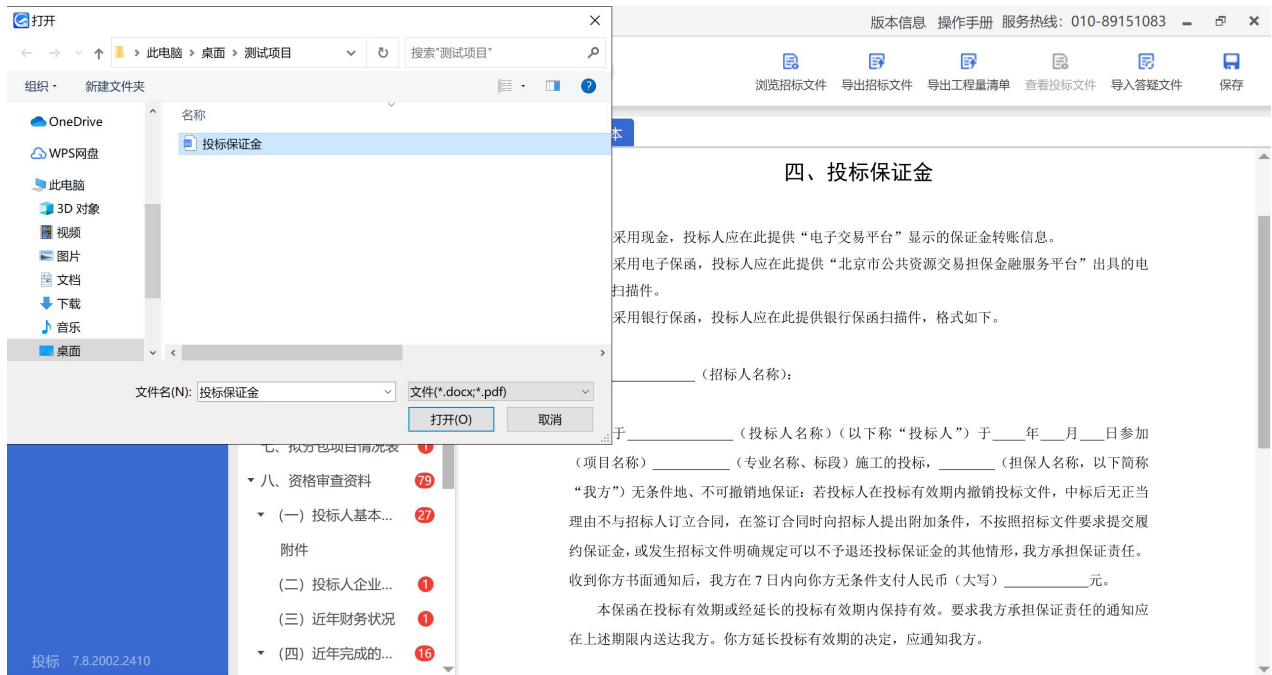 打开
版本信息 操作手册 服务热线：010-89151083
此电脑 › 桌面 › 测试项目
搜索"测试项目"
组织
新建文件夹
浏览招标文件
导出招标文件
导出工程量清单
查看投标文件
导入答疑文件
保存
OneDrive
WPS网盘
此电脑
3D 对象
视频
图片
文档
下载
音乐
桌面
名称
投标保证金
文件名(N):
投标保证金
文件(*.docx;*.pdf)
打开(O)
取消
本
四、投标保证金
采用现金，投标人应在此提供“电子交易平台”显示的保证金转账信息。
采用电子保函，投标人应在此提供“北京市公共资源交易担保金融服务平台”出具的电
扫描件。
采用银行保函，投标人应在此提供银行保函扫描件，格式如下。
（招标人名称）：
于____________（投标人名称）（以下称“投标人”）于____年___月___日参加
（项目名称）__________（专业名称、标段）施工的投标，_______（担保人名称，以下简称
“我方”）无条件地、不可撤销地保证：若投标人在投标有效期内撤销投标文件，中标后无正当
理由不与招标人订立合同，在签订合同时向招标人提出附加条件，不按照招标文件要求提交履
约保证金，或发生招标文件明确规定可以不予退还投标保证金的其他情形，我方承担保证责任。
收到你方书面通知后，我方在 7 日内向你方无条件支付人民币（大写）___________元。
本保函在投标有效期或经延长的投标有效期内保持有效。要求我方承担保证责任的通知应
在上述期限内送达我方。你方延长投标有效期的决定，应通知我方。
七、拟分包项目情况表 1
八、资格审查资料 79
（一）投标人基本... 27
附件
（二）投标人企业... 1
（三）近年财务状况 1
（四）近年完成的... 16
投标 7.8.2002.2410